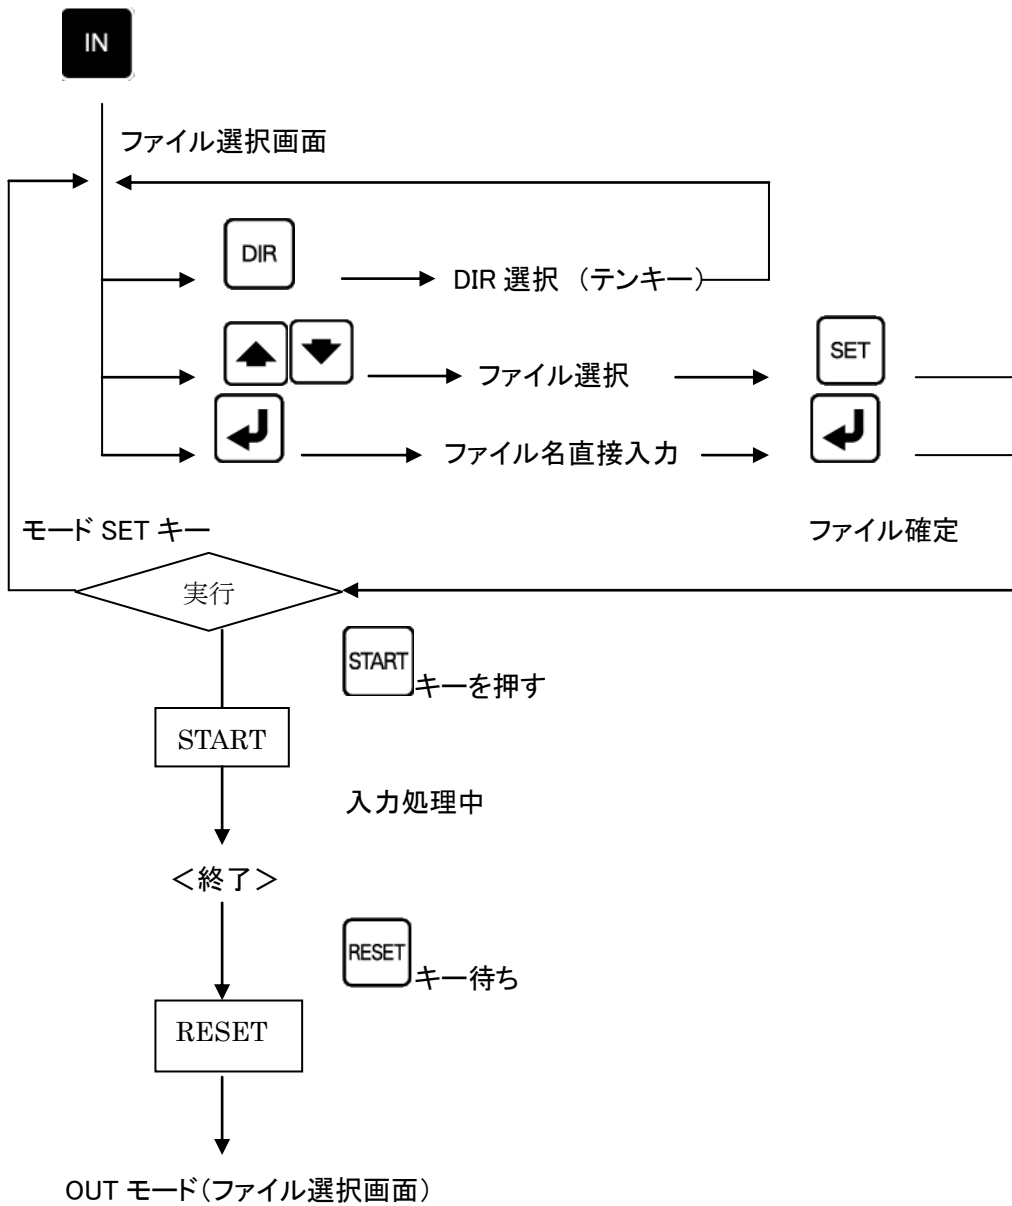 IN
ファイル選択画面
DIR
DIR 選択 （テンキー）
ファイル選択
SET
ファイル名直接入力
モード SET キー
ファイル確定
実行
START
キーを押す
START
入力処理中
＜終了＞
RESET
キー待ち
RESET
OUT モード（ファイル選択画面）